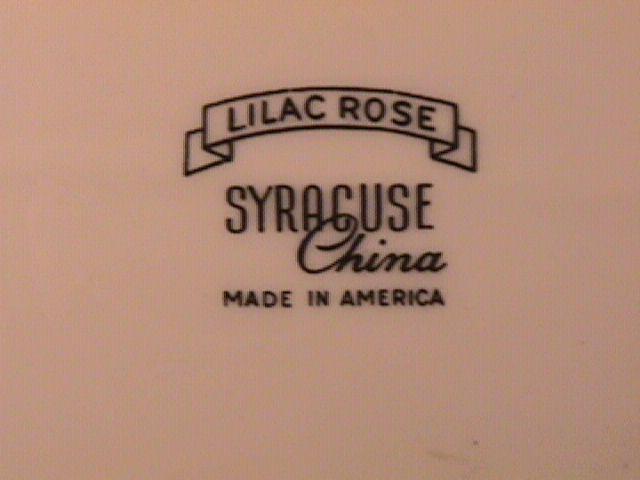 LILAC ROSE
SYRACUSE
China
MADE IN AMERICA